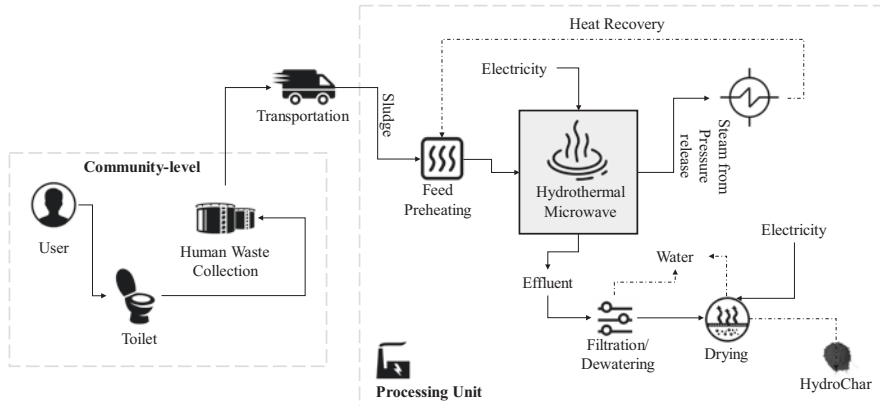 Heat Recovery
Electricity
Transportation
Sludge
Steam from
Pressure
release
Community-level
Feed
Preheating
Hydrothermal
Microwave
User
Human Waste
Collection
Electricity
Water
Effluent
Toilet
Filtration/
Dewatering
Drying
HydroChar
Processing Unit